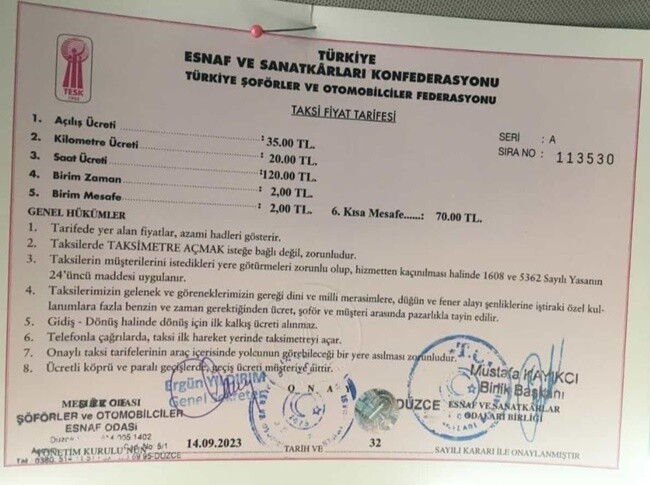 TÜRKİYE
ESNAF VE SANATKÂRLARI KONFEDERASYONU
TÜRKİYE ŞOFÖRLER VE OTOMOBİLCİLER FEDERASYONU
TESK
TAKSİ FİYAT TARİFESİ
SERİ : A
SIRA NO : 113530
1. Açılış Ücreti : 35.00 TL.
2. Kilometre Ücreti : 20.00 TL.
3. Saat Ücreti :120.00 TL.
4. Birim Zaman : 2,00 TL.
5. Birim Mesafe : 2,00 TL. 6. Kısa Mesafe......: 70.00 TL.
GENEL HÜKÜMLER
1. Tarifede yer alan fiyatlar, azami hadleri gösterir.
2. Taksilerde TAKSİMETRE AÇMAK isteğe bağlı değil, zorunludur.
3. Taksilerin müşterilerini istedikleri yere götürmeleri zorunlu olup, hizmetten kaçınılması halinde 1608 ve 5362 Sayılı Yasanın
24'üncü maddesi uygulanır.
4. Taksilerimizin gelenek ve göreneklerimizin gereği dini ve milli merasimlere, düğün ve fener alayı şenliklerine iştiraki özel kul-
lanımlara fazla benzin ve zaman gerektiğinden ücret, şoför ve müşteri arasında pazarlıkla tayin edilir.
5. Gidiş - Dönüş halinde dönüş için ilk kalkış ücreti alınmaz.
6. Telefonla çağrılarda, taksi ilk hareket yerinde taksimetreyi açar.
7. Onaylı taksi tarifelerinin araç içerisinde yolcunun görebileceği bir yere asılması zorunludur.
8. Ücretli köprü ve paralı geçişlerde, geçiş ücreti müşteriye aittir.
Ergün YILDIRIM
Genel Sekreter
T.C.
Mustafa KAYIKCI
Birlik Başkanı
MESLEK ODASI
ŞOFÖRLER ve OTOMOBİLCİLER
ESNAF ODASI
DÜZCE ESNAF VE SANATKÂRLAR
ODALARI BİRLİĞİ
YÖNETİM KURULU'NUN 14.09.2023 TARİH VE 32 SAYILI KARARI İLE ONAYLANMIŞTIR